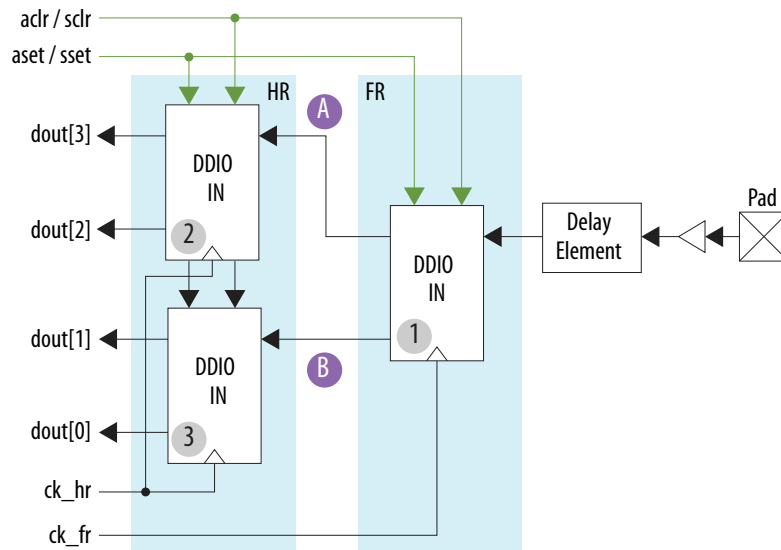 aclr / sclr
aset / sset
HR
FR
A
dout[3]
DDIO
IN
dout[2]
2
Pad
Delay
Element
DDIO
IN
1
dout[1]
DDIO
IN
B
dout[0]
3
ck_hr
ck_fr